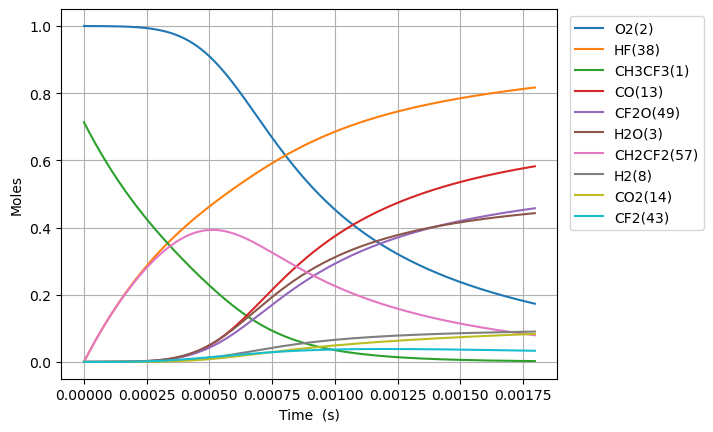 1.0
0.8
0.6
0.4
0.2
0.0
Moles
0.00000 0.00025 0.00050 0.00075 0.00100 0.00125 0.00150 0.00175
Time (s)
O2(2)
HF(38)
CH3CF3(1)
CO(13)
CF2O(49)
H2O(3)
CH2CF2(57)
H2(8)
CO2(14)
CF2(43)